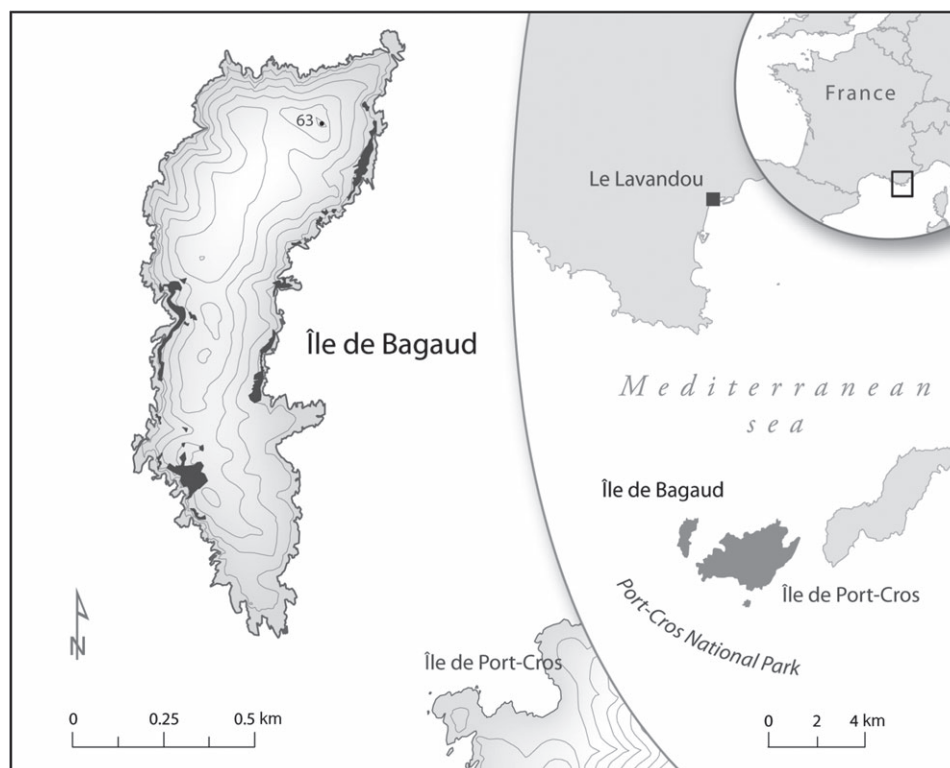 63
Île de Bagaud
N
Île de Port-Cros
0 0.25 0.5 km
France
Le Lavandou
Mediterranean
sea
Île de Bagaud
Île de Port-Cros
Port-Cros National Park
0 2 4 km